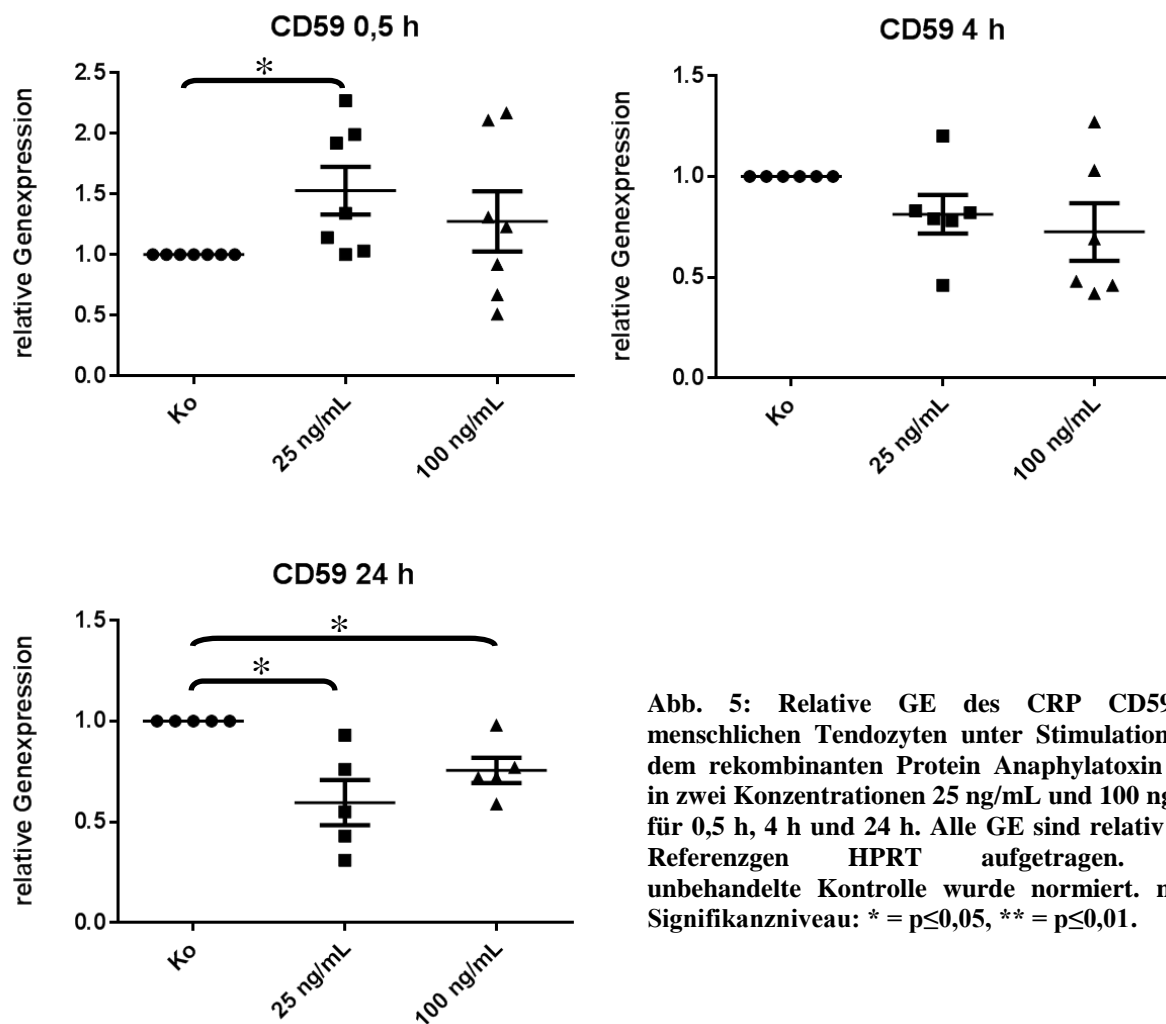 CD59 0,5 h
*
2.5
2.0
1.5
1.0
0.5
0.0
relative Genexpression
Ko
25 ng/mL
100 ng/mL
CD59 4 h
1.5
1.0
0.5
0.0
relative Genexpression
Ko
25 ng/mL
100 ng/mL
CD59 24 h
*
*
1.5
1.0
0.5
0.0
relative Genexpression
Ko
25 ng/mL
100 ng/mL
Abb. 5: Relative GE des CRP CD59
menschlichen Tendozyten unter Stimulation
dem rekombinanten Protein Anaphylatoxin
in zwei Konzentrationen 25 ng/mL und 100 ng
für 0,5 h, 4 h und 24 h. Alle GE sind relativ
Referenzgen HPRT aufgetragen.
unbehandelte Kontrolle wurde normiert.
Signifikanzniveau: * = p≤0,05, ** = p≤0,01.